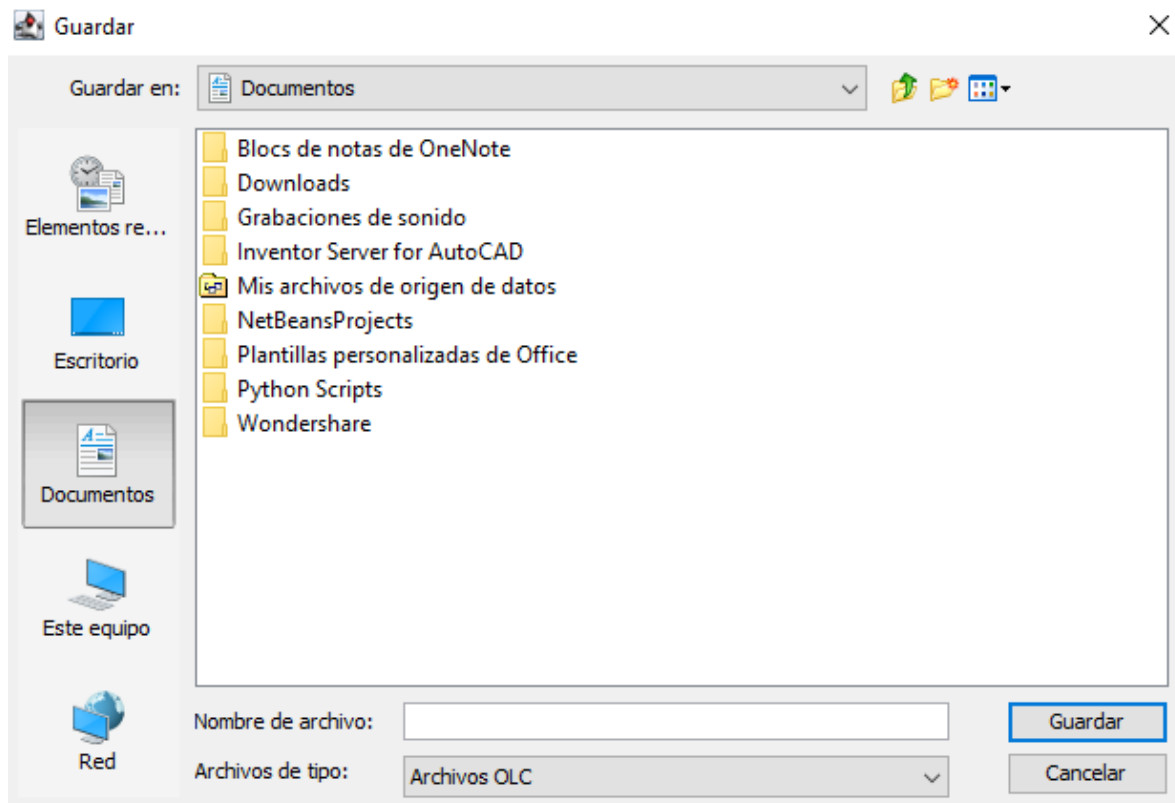 Guardar
Guardar en: Documentos
Elementos re...
Escritorio
Documentos
Este equipo
Red
Blocs de notas de OneNote
Downloads
Grabaciones de sonido
Inventor Server for AutoCAD
Mis archivos de origen de datos
NetBeansProjects
Plantillas personalizadas de Office
Python Scripts
Wondershare
Nombre de archivo: Guardar
Archivos de tipo: Archivos OLC Cancelar